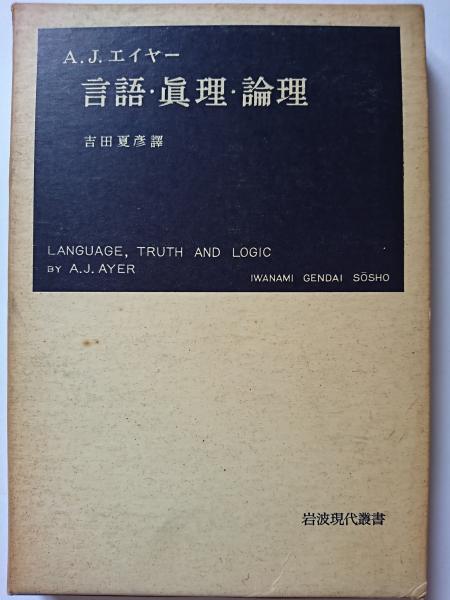 A.J.エイヤー
言語·眞理·論理
吉田夏彦譯
LANGUAGE, TRUTH AND LOGIC
BY A.J. AYER
IWANAMI GENDAI SŌSHO
岩波現代叢書